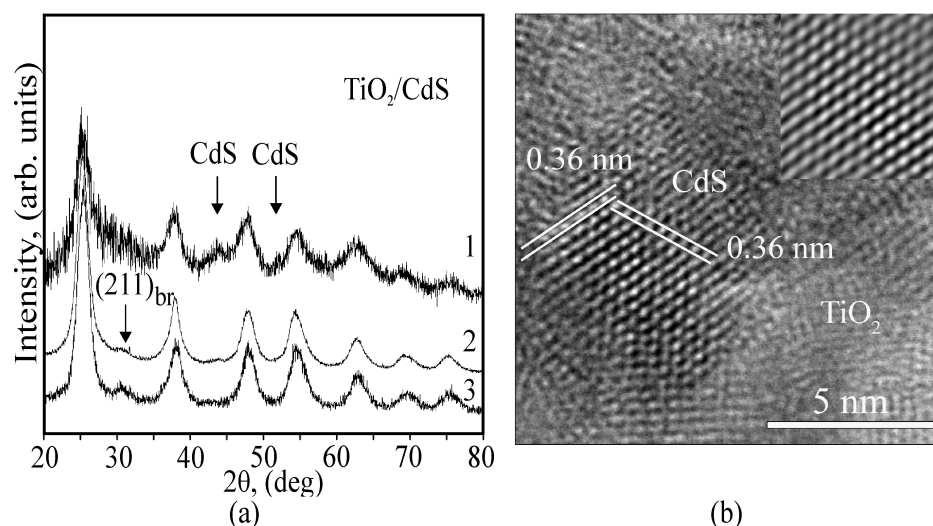 TiO₂/CdS
CdS CdS
1
(211)br
2
3
Intensity, (arb. units)
20 30 40 50 60 70 80
2θ, (deg)
(a)
0.36 nm
CdS
0.36 nm
TiO₂
5 nm
(b)